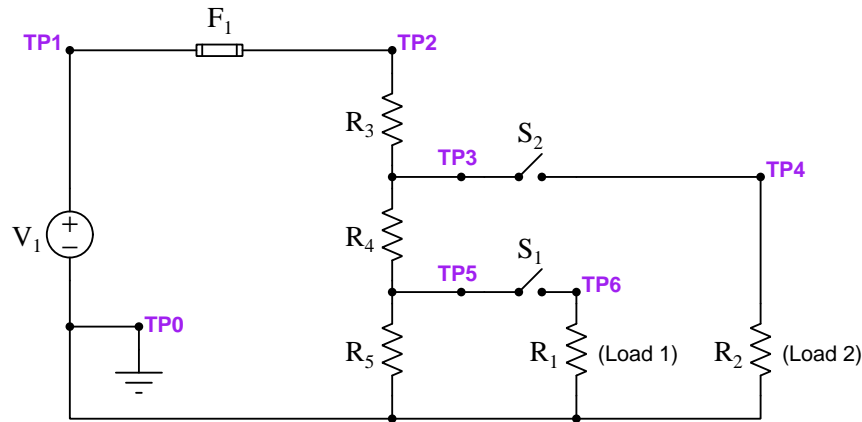 F₁
TP1
TP2
R₃
TP3
S₂
TP4
V₁
+
−
R₄
TP5
S₁
TP6
TP0
R₅
R₁
(Load 1)
R₂
(Load 2)